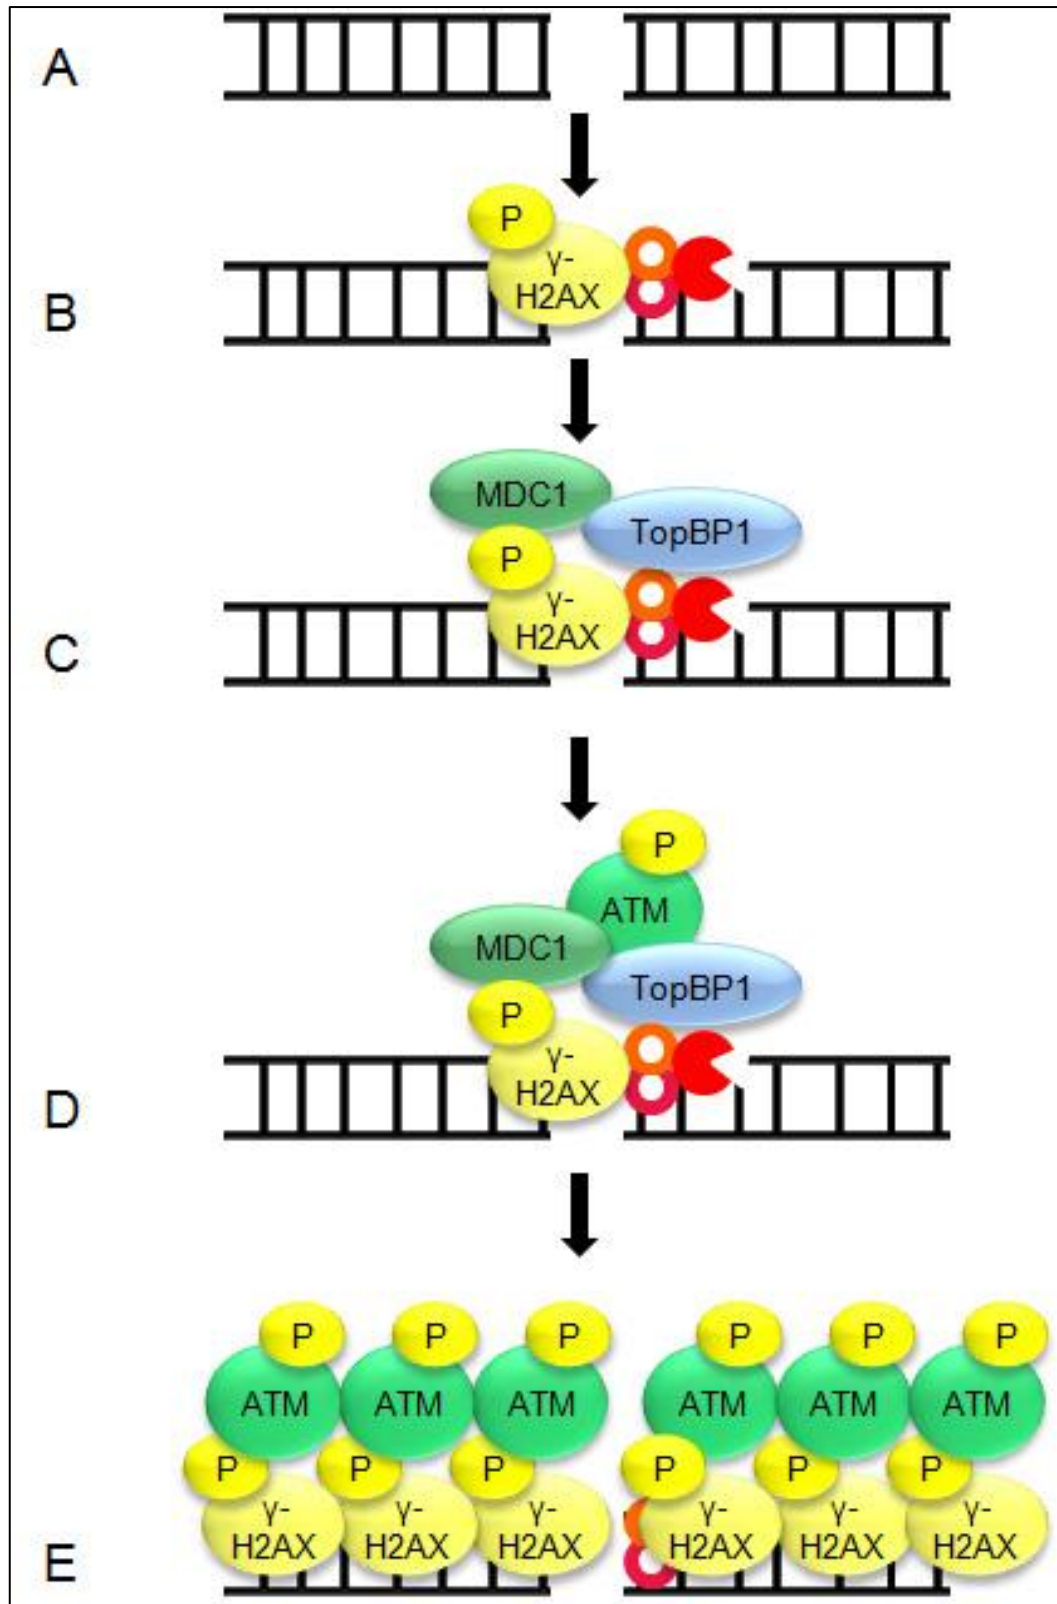 A
P
γ-
H2AX
B
MDC1
TopBP1
P
γ-
H2AX
C
P
ATM
MDC1
TopBP1
P
γ-
H2AX
D
P P P P P P
ATM ATM ATM ATM ATM ATM
P P P P P P
γ- γ- γ- γ- γ- γ-
H2AX H2AX H2AX H2AX H2AX H2AX
E